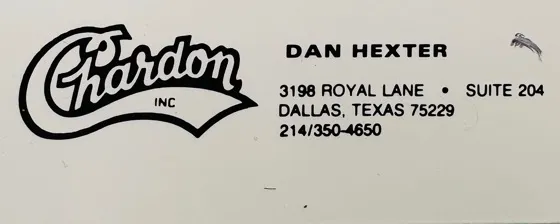 Chardon
INC
DAN HEXTER
3198 ROYAL LANE • SUITE 204
DALLAS, TEXAS 75229
214/350-4650